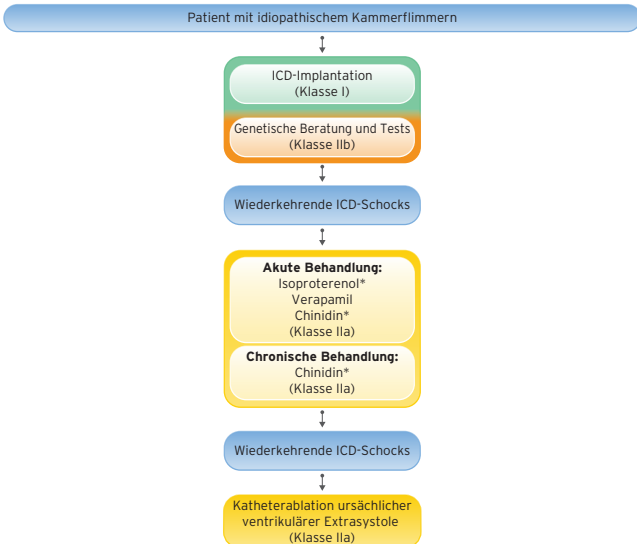 Patient mit idiopathischem Kammerflimmern
ICD-Implantation
(Klasse I)
Genetische Beratung und Tests
(Klasse IIb)
Wiederkehrende ICD-Schocks
Akute Behandlung:
Isoproterenol*
Verapamil
Chinidin*
(Klasse IIa)
Chronische Behandlung:
Chinidin*
(Klasse IIa)
Wiederkehrende ICD-Schocks
Katheterablation ursächlicher
ventrikulärer Extrasystole
(Klasse IIa)